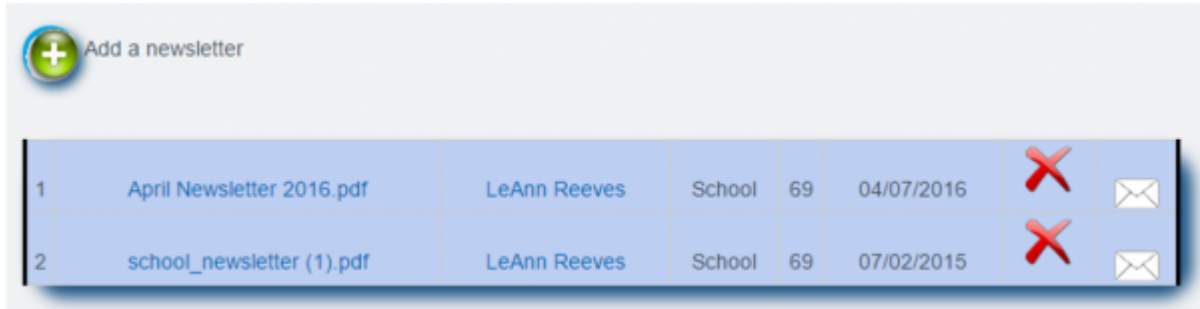 Add a newsletter
1 April Newsletter 2016.pdf LeAnn Reeves School 69 04/07/2016
2 school_newsletter (1).pdf LeAnn Reeves School 69 07/02/2015